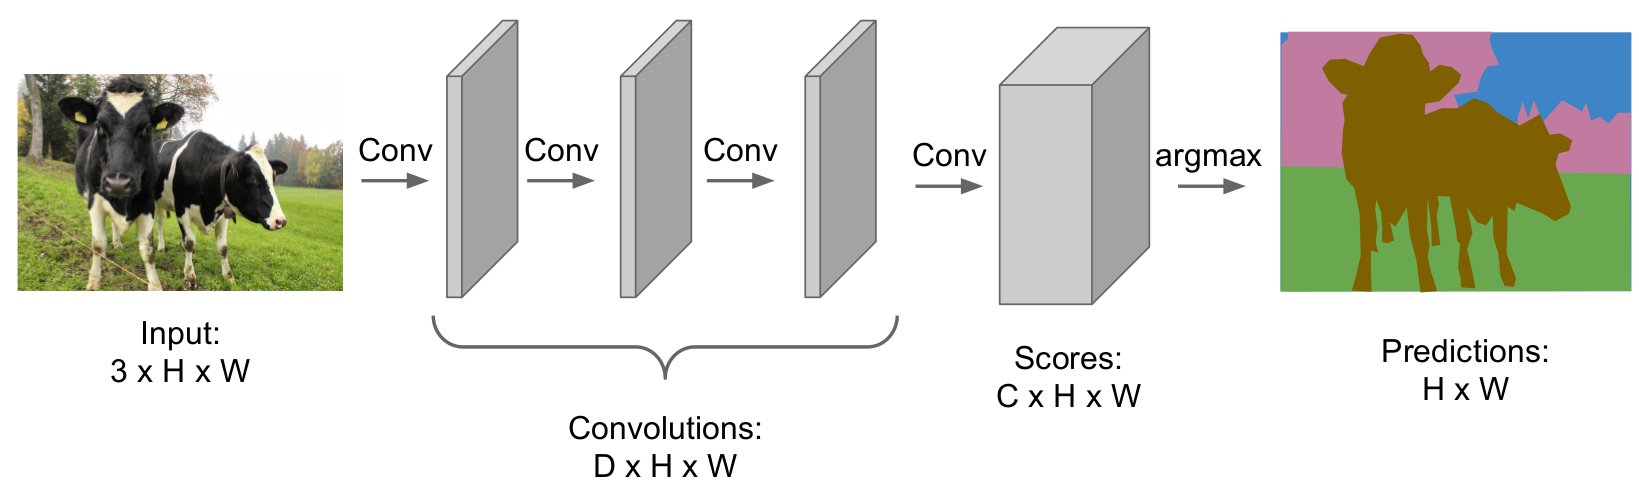 Conv
Conv
Conv
Conv
argmax
Input:
3 x H x W
Convolutions:
D x H x W
Scores:
C x H x W
Predictions:
H x W